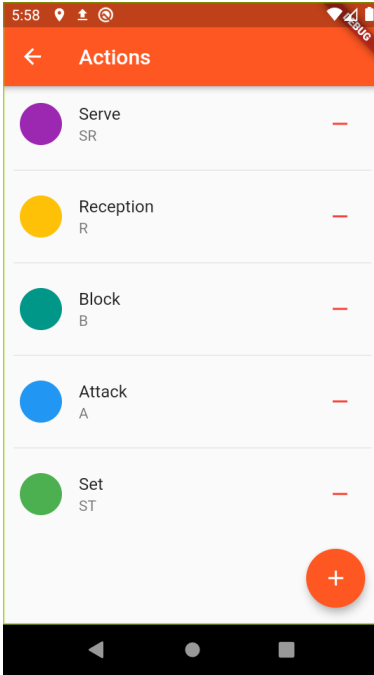 5:58
DEBUG
Actions
Serve
SR
Reception
R
Block
B
Attack
A
Set
ST